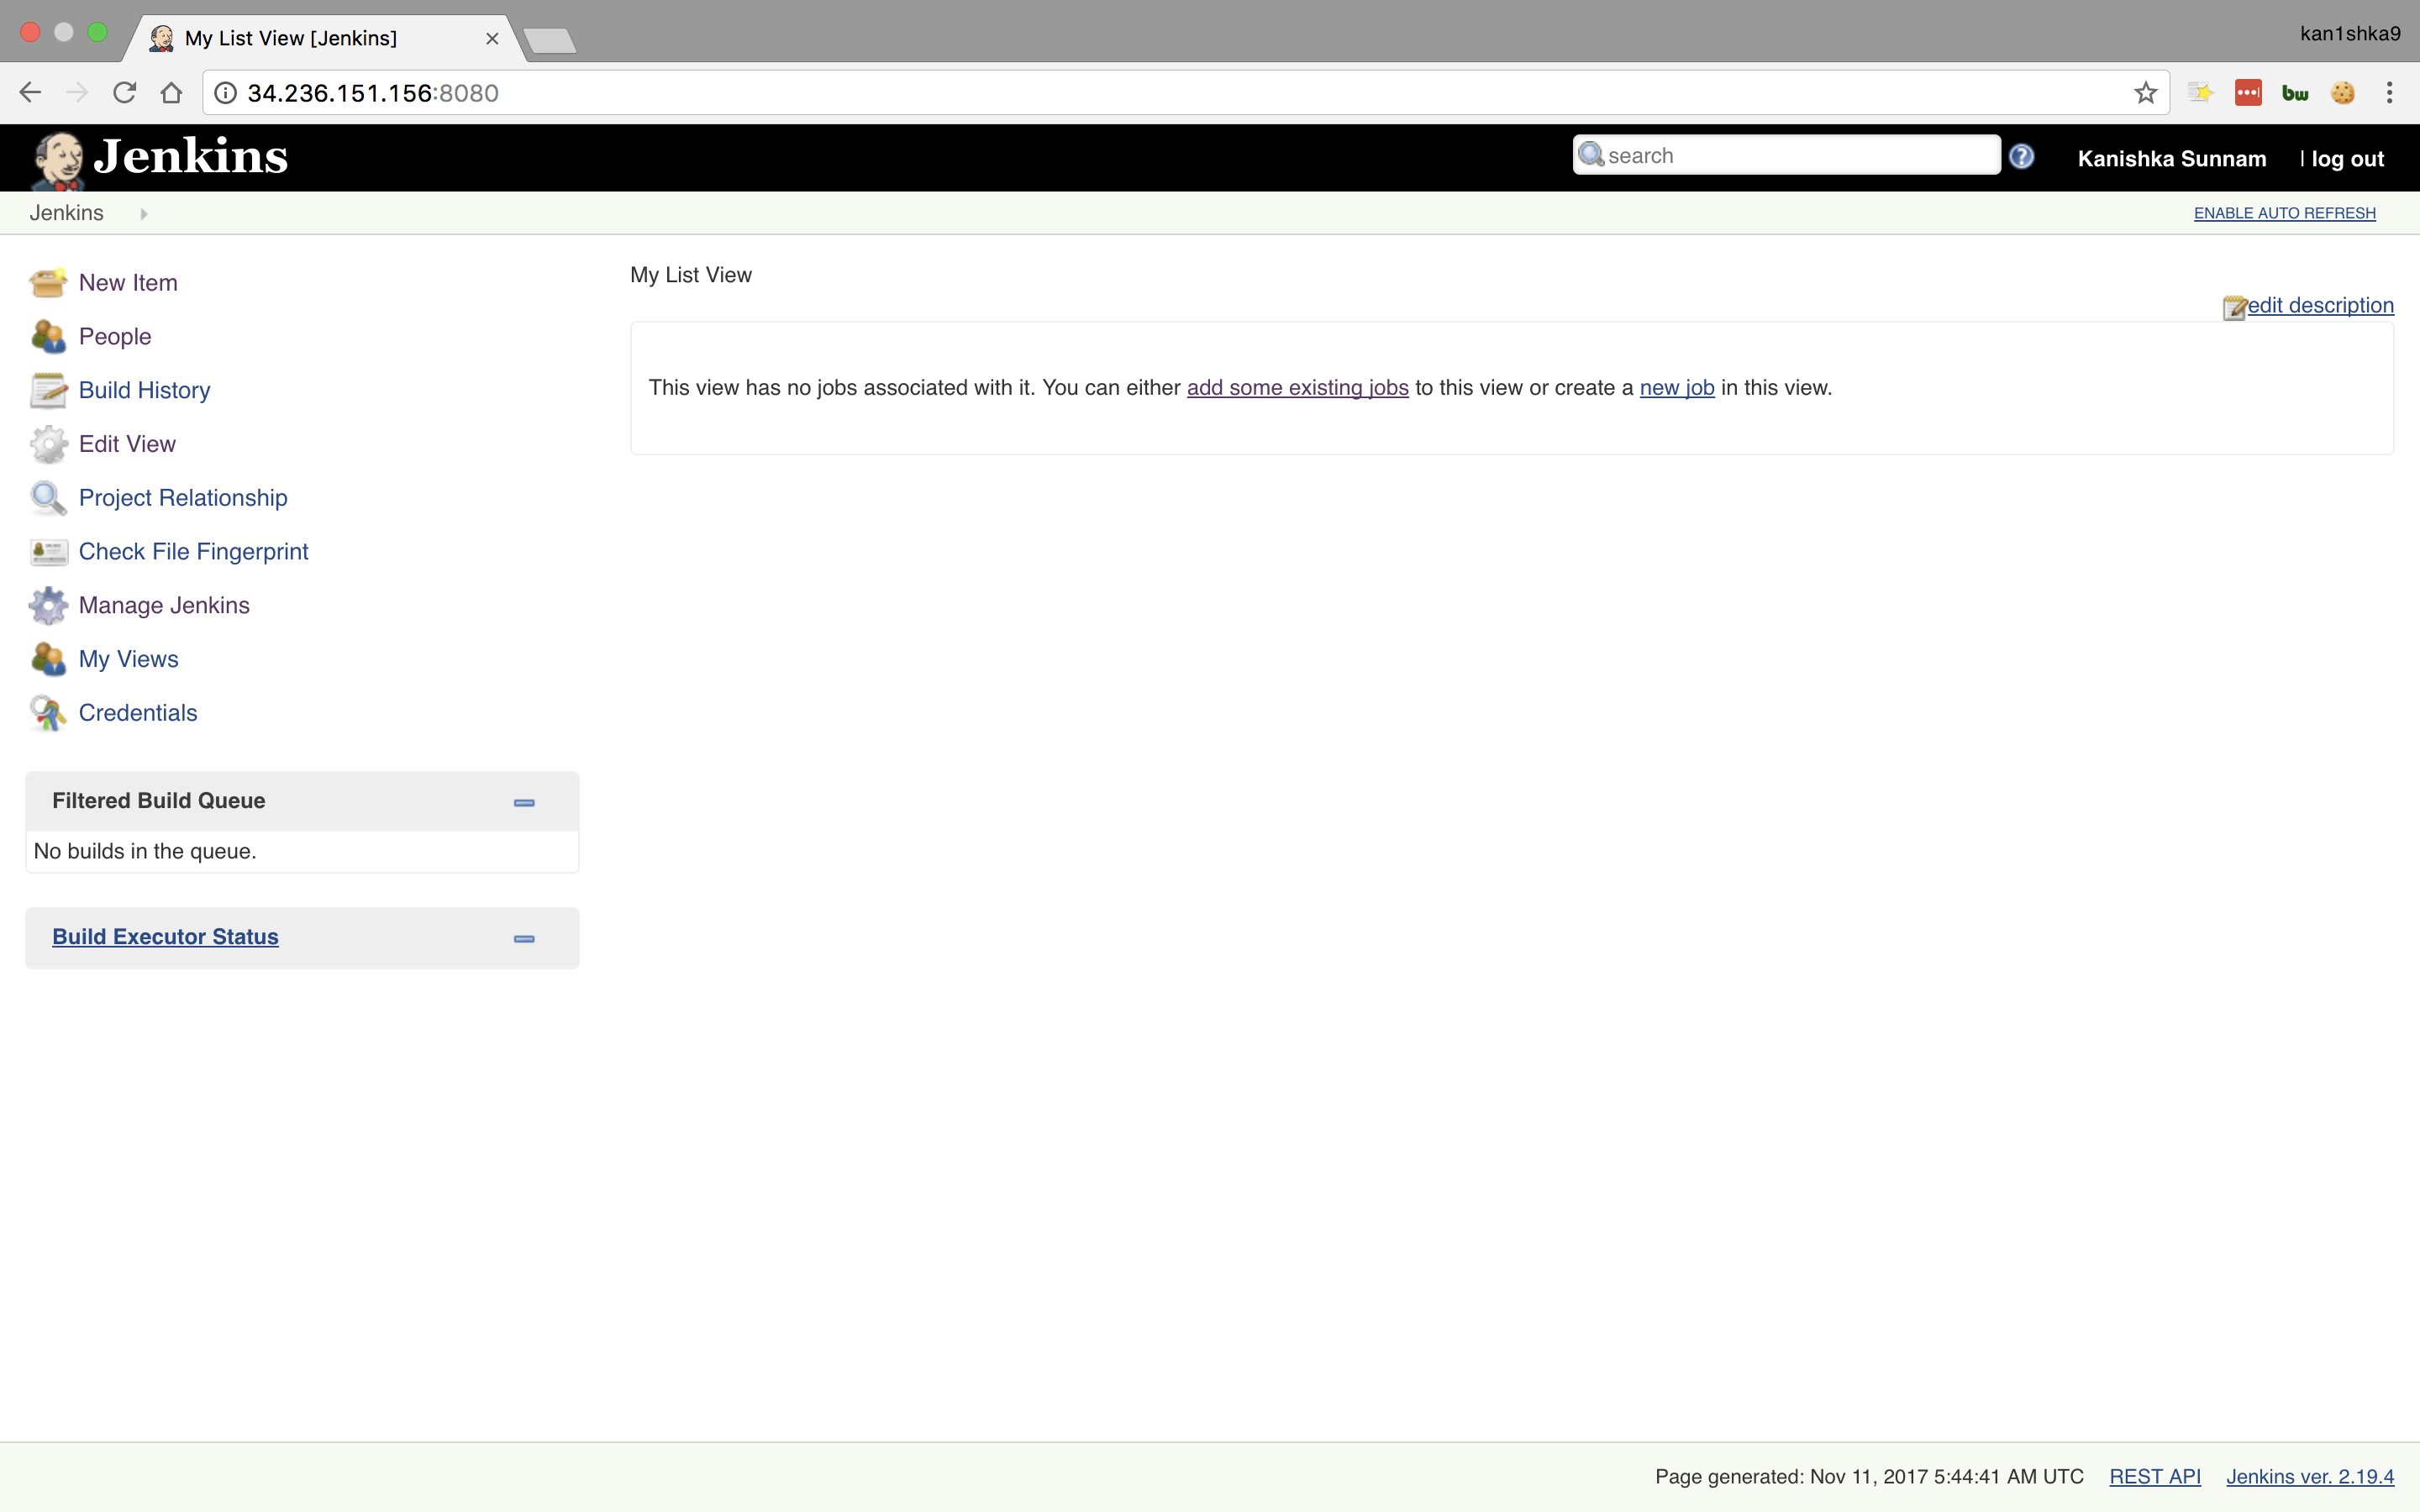 My List View [Jenkins]
kan1shka9
34.236.151.156:8080
bw
Jenkins
search
Kanishka Sunnam | log out
Jenkins
ENABLE AUTO REFRESH
New Item
People
Build History
Edit View
Project Relationship
Check File Fingerprint
Manage Jenkins
My Views
Credentials
Filtered Build Queue
No builds in the queue.
Build Executor Status
My List View
edit description
This view has no jobs associated with it. You can either add some existing jobs to this view or create a new job in this view.
Page generated: Nov 11, 2017 5:44:41 AM UTC REST API Jenkins ver. 2.19.4